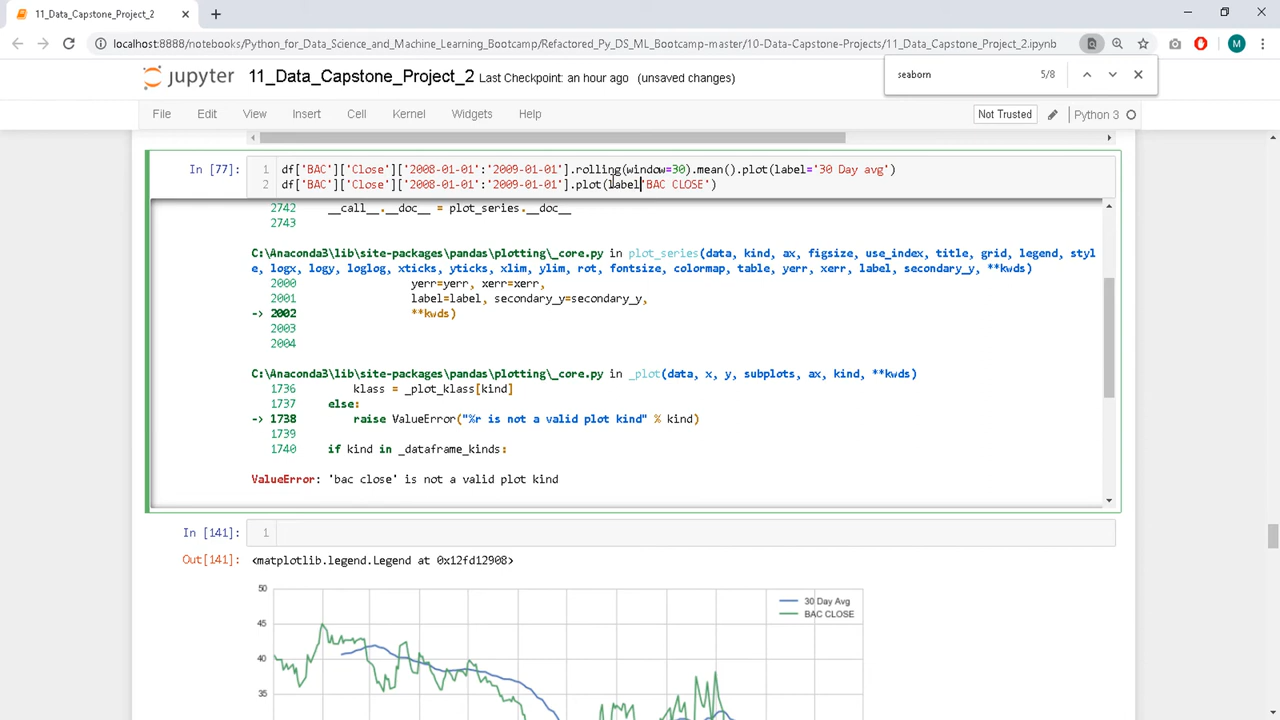 11_Data_Capstone_Project_2
localhost:8888/notebooks/Python_for_Data_Science_and_Machine_Learning_Bootcamp/Refactored_Py_DS_ML_Bootcamp-master/10-Data-Capstone-Projects/11_Data_Capstone_Project_2.ipynb
M
seaborn 5/8
jupyter 11_Data_Capstone_Project_2 Last Checkpoint: an hour ago (unsaved changes)
File Edit View Insert Cell Kernel Widgets Help Not Trusted Python 3
In [77]: 1 df['BAC']['Close']['2008-01-01':'2009-01-01'].rolling(window=30).mean().plot(label='30 Day avg')
2 df['BAC']['Close']['2008-01-01':'2009-01-01'].plot(label'BAC CLOSE')
2742 __call__.__doc__ = plot_series.__doc__
2743
C:\Anaconda3\lib\site-packages\pandas\plotting\_core.py in plot_series(data, kind, ax, figsize, use_index, title, grid, legend, styl
e, logx, logy, loglog, xticks, yticks, xlim, ylim, rot, fontsize, colormap, table, yerr, xerr, label, secondary_y, **kwds)
2000 yerr=yerr, xerr=xerr,
2001 label=label, secondary_y=secondary_y,
-> 2002 **kwds)
2003
2004
C:\Anaconda3\lib\site-packages\pandas\plotting\_core.py in _plot(data, x, y, subplots, ax, kind, **kwds)
1736 klass = _plot_klass[kind]
1737 else:
-> 1738 raise ValueError("%r is not a valid plot kind" % kind)
1739
1740 if kind in _dataframe_kinds:
ValueError: 'bac close' is not a valid plot kind
In [141]: 1
Out[141]: <matplotlib.legend.Legend at 0x12fd12908>
50
30 Day Avg
BAC CLOSE
45
40
35